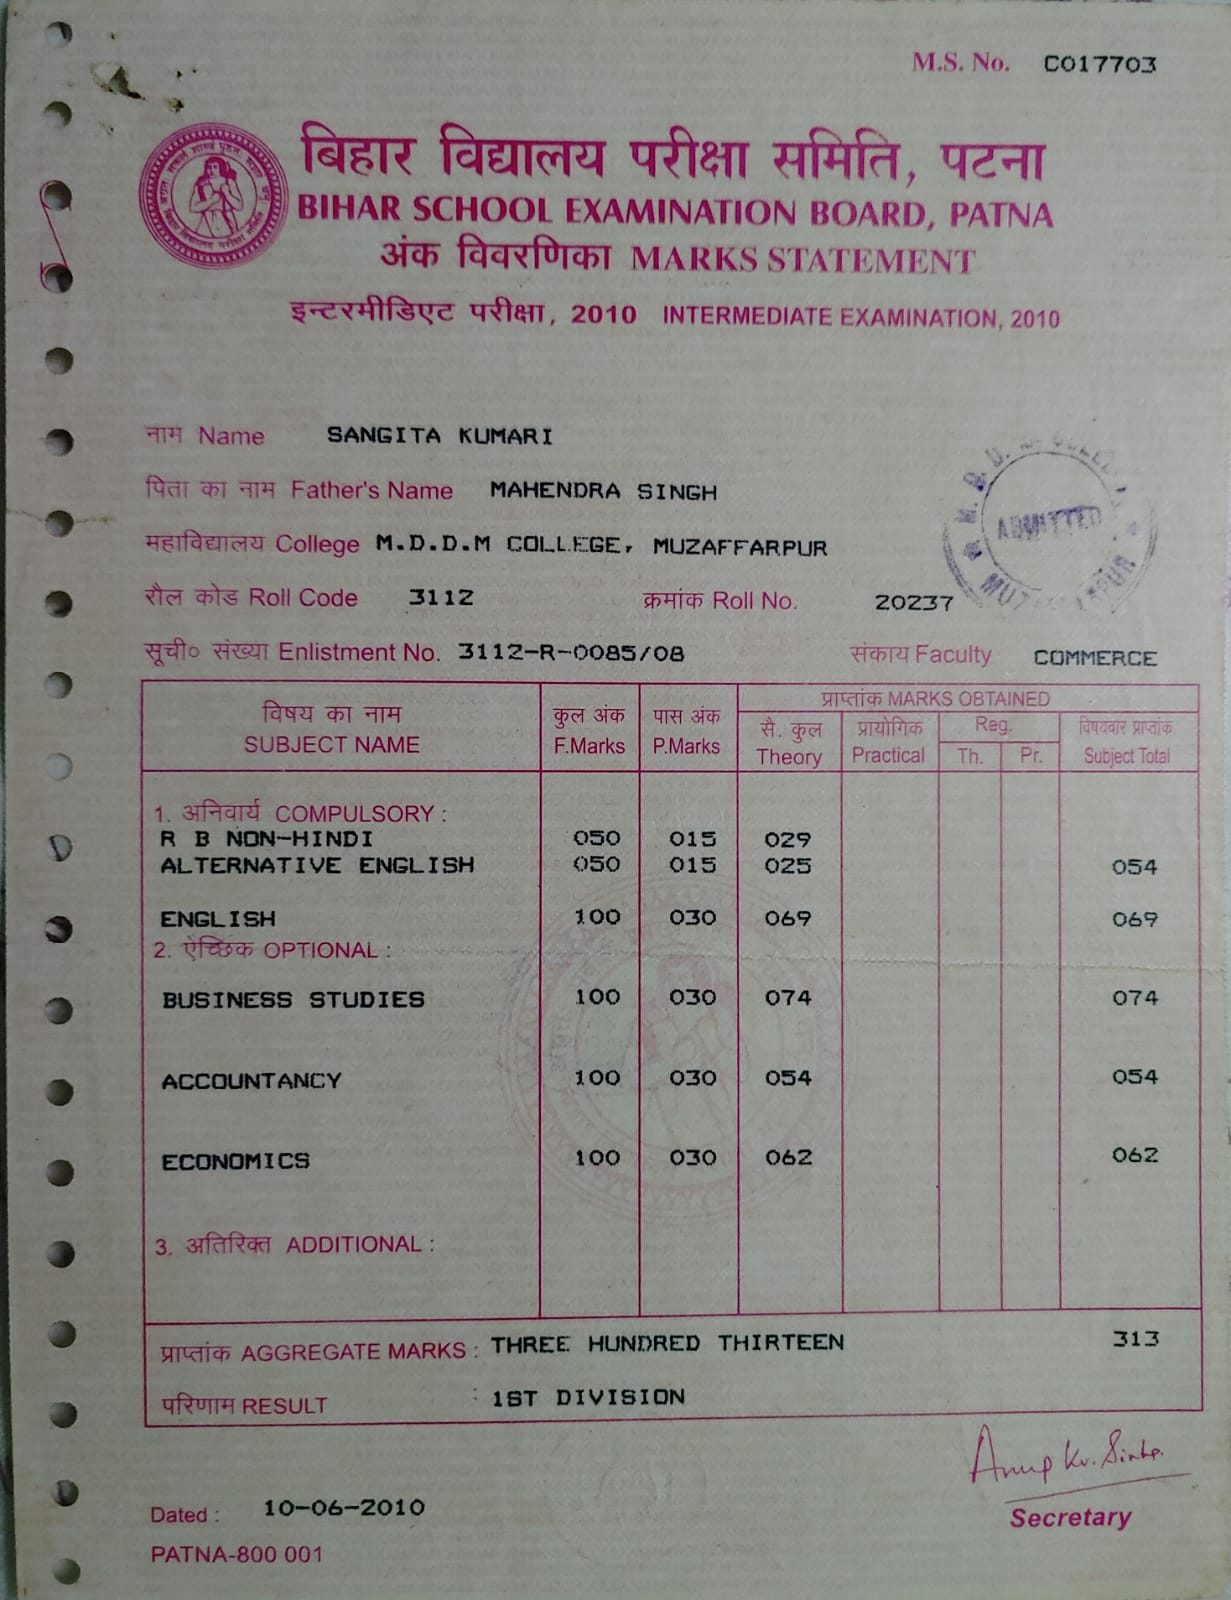 M.S. No. C017703
बिहार विद्यालय परीक्षा समिति, पटना
BIHAR SCHOOL EXAMINATION BOARD, PATNA
अंक विवरणिका MARKS STATEMENT
इन्टरमीडिएट परीक्षा, 2010 INTERMEDIATE EXAMINATION, 2010
नाम Name SANGITA KUMARI
पिता का नाम Father's Name MAHENDRA SINGH
महाविद्यालय College M.D.D.M COLLEGE, MUZAFFARPUR
ADMITTED
रौल कोड Roll Code 3112 क्रमांक Roll No. 20237
सूची० संख्या Enlistment No. 3112-R-0085/08 संकाय Faculty COMMERCE
विषय का नाम कुल अंक पास अंक प्राप्तांक MARKS OBTAINED
SUBJECT NAME F.Marks P.Marks सै. कुल प्रायोगिक Reg. विषयवार प्राप्तांक
Theory Practical Th. Pr. Subject Total
1. अनिवार्य COMPULSORY :
R B NON-HINDI 050 015 029
ALTERNATIVE ENGLISH 050 015 025 054
ENGLISH 100 030 069 069
2. ऐच्छिक OPTIONAL :
BUSINESS STUDIES 100 030 074 074
ACCOUNTANCY 100 030 054 054
ECONOMICS 100 030 062 062
3. अतिरिक्त ADDITIONAL :
प्राप्तांक AGGREGATE MARKS : THREE HUNDRED THIRTEEN 313
परिणाम RESULT : 1ST DIVISION
Anup Kr. Sinha
Dated : 10-06-2010 Secretary
PATNA-800 001